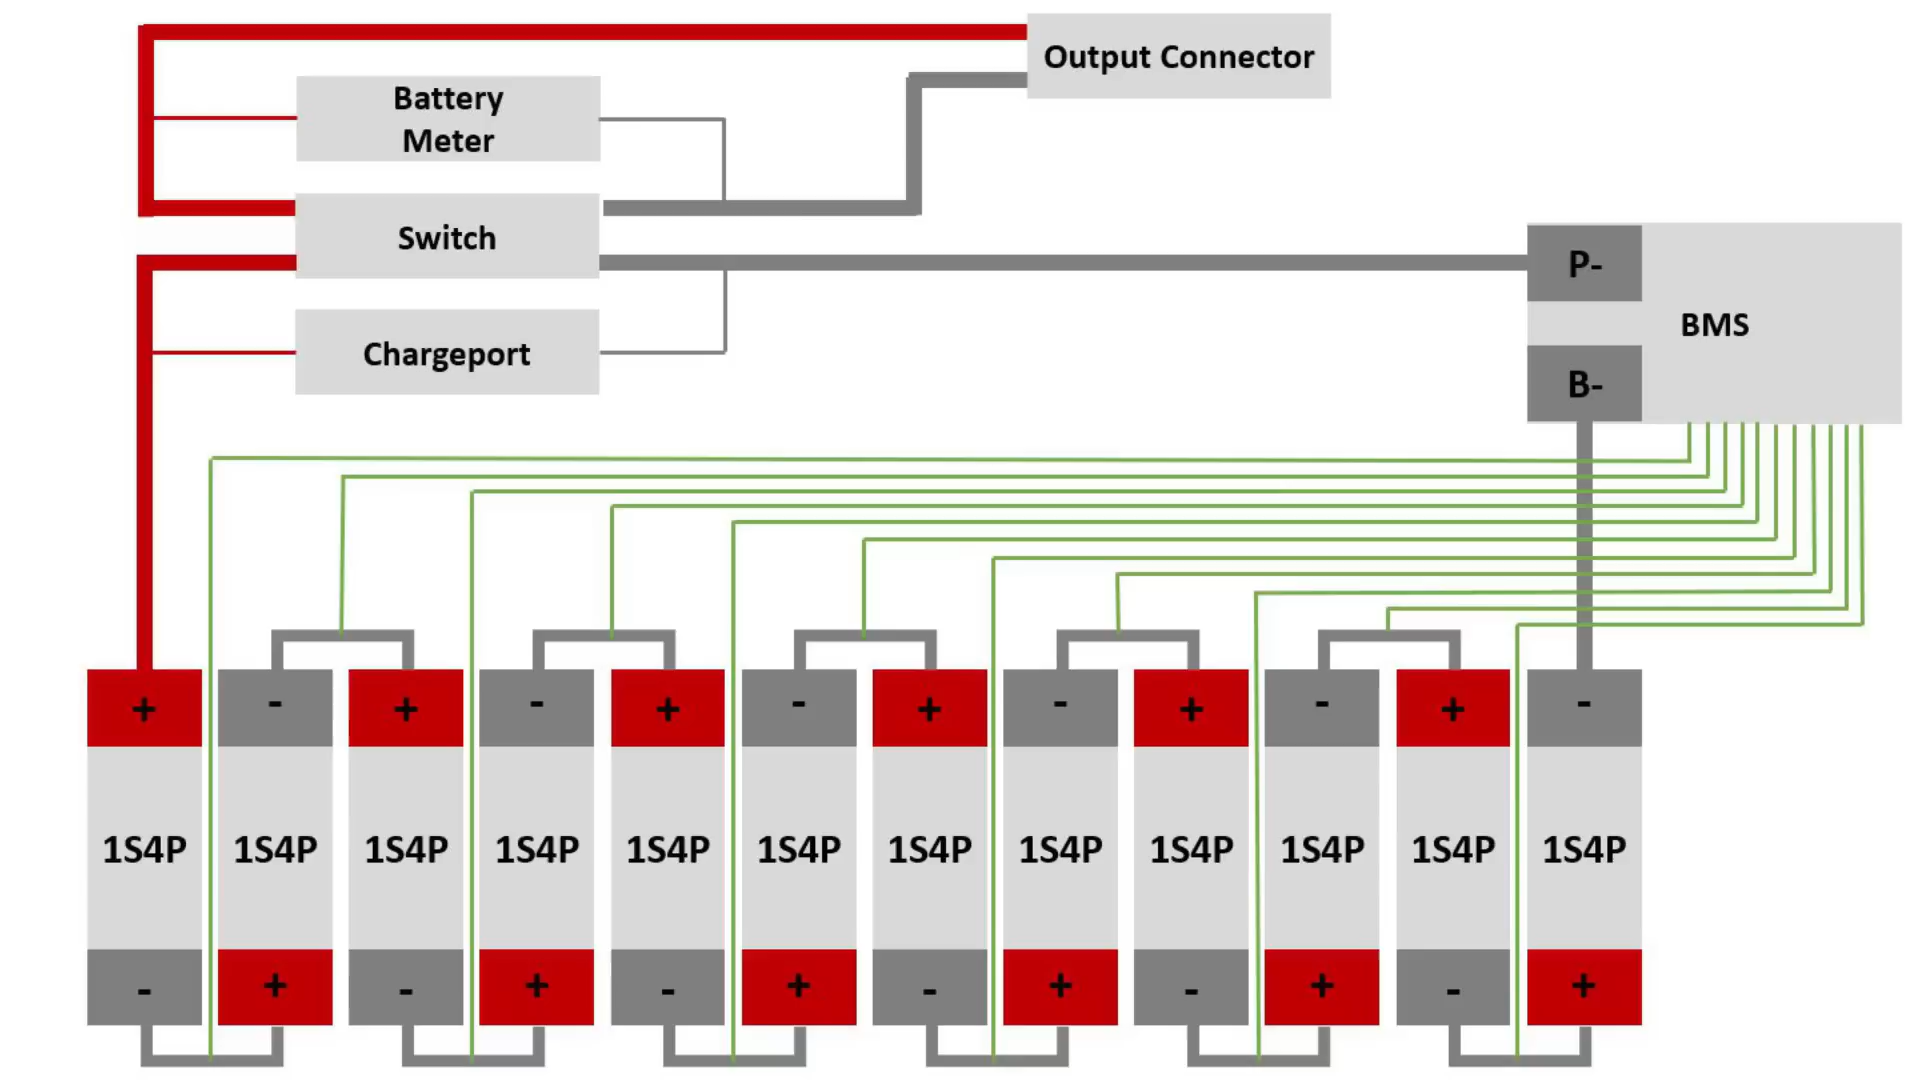 Output Connector
Battery
Meter
Switch
P-
BMS
Chargeport
B-
+ - + - + - + - + - + -
1S4P 1S4P 1S4P 1S4P 1S4P 1S4P 1S4P 1S4P 1S4P 1S4P 1S4P 1S4P
- + - + - + - + - + - +